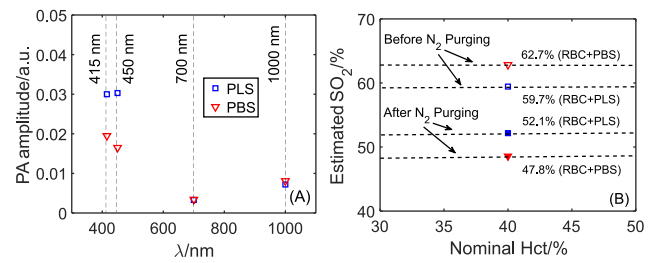 PA amplitude/a.u.
0.05
0.04
0.03
0.02
0.01
0
415 nm
450 nm
700 nm
1000 nm
PLS
PBS
(A)
400
600
800
1000
λ/nm
Estimated SO2/%
70
60
50
40
Before N2 Purging
After N2 Purging
62.7% (RBC+PBS)
59.7% (RBC+PLS)
52.1% (RBC+PLS)
47.8% (RBC+PBS)
(B)
30
35
40
45
50
Nominal Hct/%